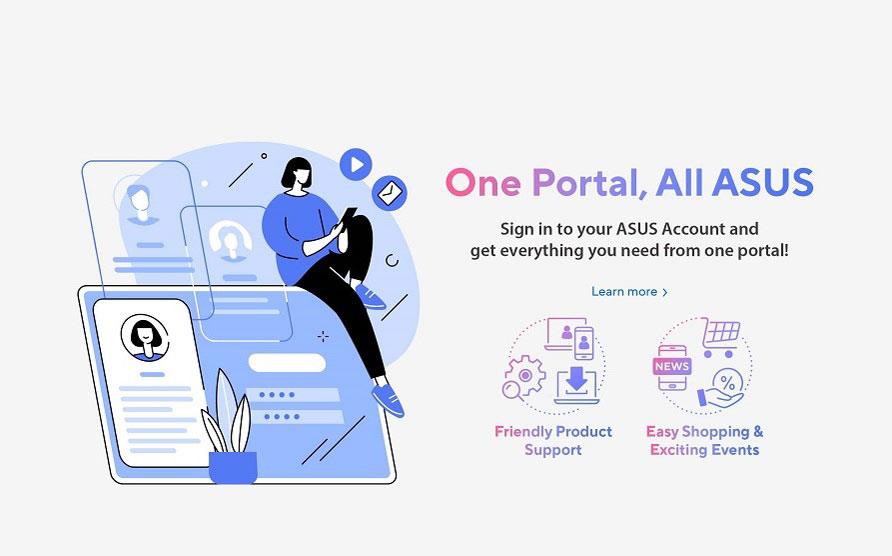 One Portal, All ASUS
Sign in to your ASUS Account and
get everything you need from one portal!
Learn more >
NEWS
%
Friendly Product
Support
Easy Shopping &
Exciting Events